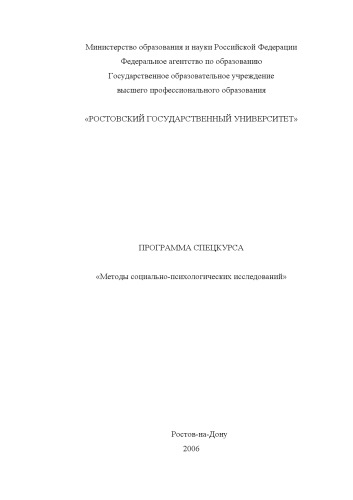 Министерство образования и науки Российской Федерации
Федеральное агентство по образованию
Государственное образовательное учреждение
высшего профессионального образования
«РОСТОВСКИЙ ГОСУДАРСТВЕННЫЙ УНИВЕРСИТЕТ»
ПРОГРАММА СПЕЦКУРСА
«Методы социально-психологических исследований»
Ростов-на-Дону
2006